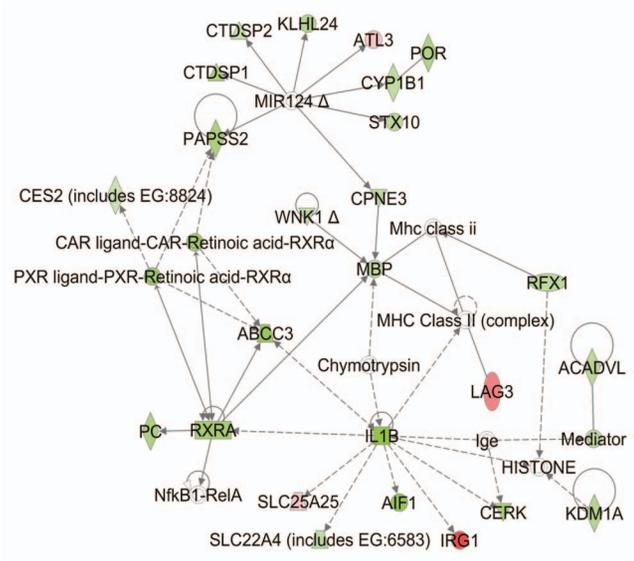 KLHL24
CTDSP2
ATL3
POR
CTDSP1
CYP1B1
MIR124 Δ
STX10
PAPSS2
CES2 (includes EG:8824)
CPNE3
WNK1 Δ
Mhc class ii
CAR ligand-CAR-Retinoic acid-RXRα
MBP
PXR ligand-PXR-Retinoic acid-RXRα
RFX1
MHC Class II (complex)
ABCC3
Chymotrypsin
ACADVL
LAG3
PC
RXRA
IL1B
Ige
Mediator
HISTONE
NfkB1-RelA
SLC25A25
AIF1
CERK
KDM1A
SLC22A4 (includes EG:6583)
IRG1